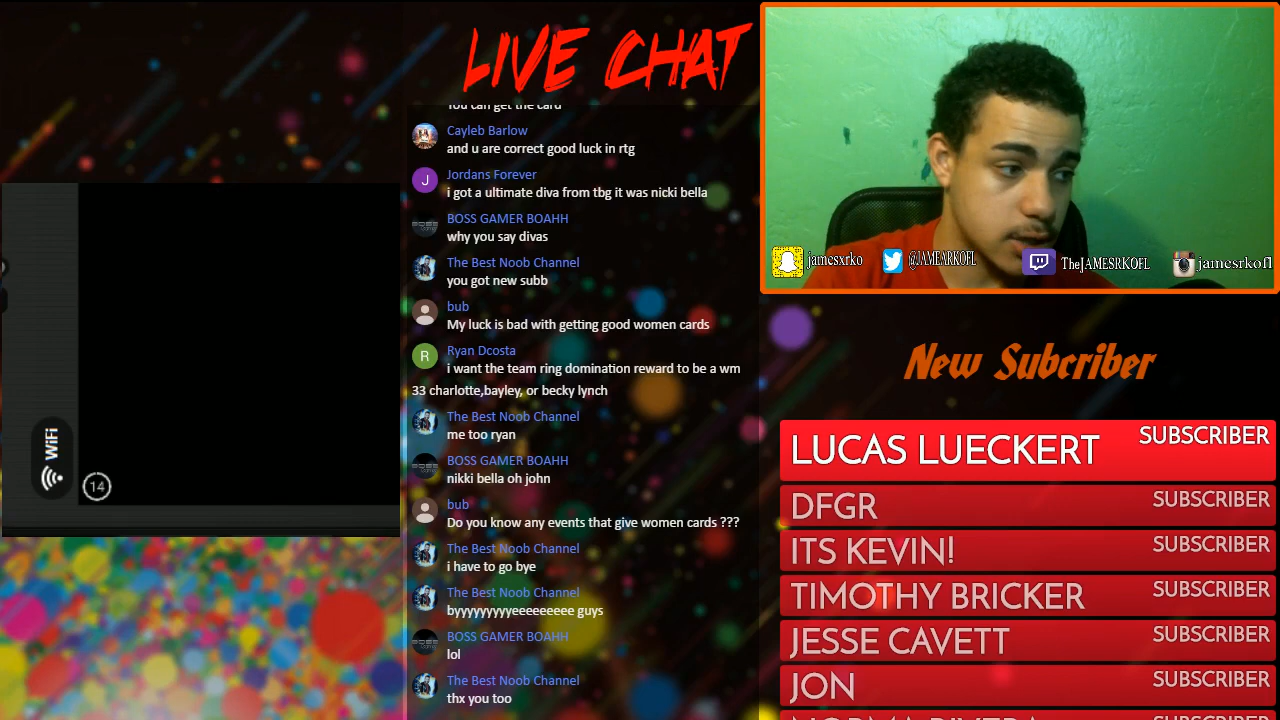 LIVE CHAT
You can get the card
Cayleb Barlow
and u are correct good luck in rtg
J
Jordans Forever
i got a ultimate diva from tbg it was nicki bella
BOSS GAMER BOAHH
why you say divas
The Best Noob Channel
you got new subb
bub
My luck is bad with getting good women cards
R
Ryan Dcosta
i want the team ring domination reward to be a wm
33 charlotte,bayley, or becky lynch
The Best Noob Channel
me too ryan
BOSS GAMER BOAHH
nikki bella oh john
bub
Do you know any events that give women cards ???
The Best Noob Channel
i have to go bye
The Best Noob Channel
byyyyyyyyeeeeeeeee guys
BOSS GAMER BOAHH
lol
The Best Noob Channel
thx you too
WiFi
14
jamesxrko
@JAMEARKOFL
TheJAMESRKOFL
jamesrkofl
New Subcriber
LUCAS LUECKERT SUBSCRIBER
DFGR SUBSCRIBER
ITS KEVIN! SUBSCRIBER
TIMOTHY BRICKER SUBSCRIBER
JESSE CAVETT SUBSCRIBER
JON SUBSCRIBER
NORMA RIVERA